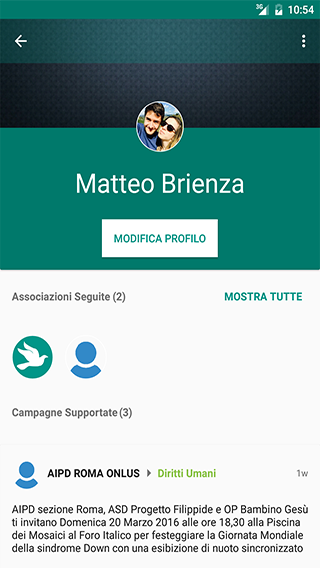 3G 10:54
Matteo Brienza
MODIFICA PROFILO
Associazioni Seguite (2) MOSTRA TUTTE
Campagne Supportate (3)
AIPD ROMA ONLUS Diritti Umani 1w
AIPD sezione Roma, ASD Progetto Filippide e OP Bambino Gesù
ti invitano Domenica 20 Marzo 2016 alle ore 18,30 alla Piscina
dei Mosaici al Foro Italico per festeggiare la Giornata Mondiale
della sindrome Down con una esibizione di nuoto sincronizzato